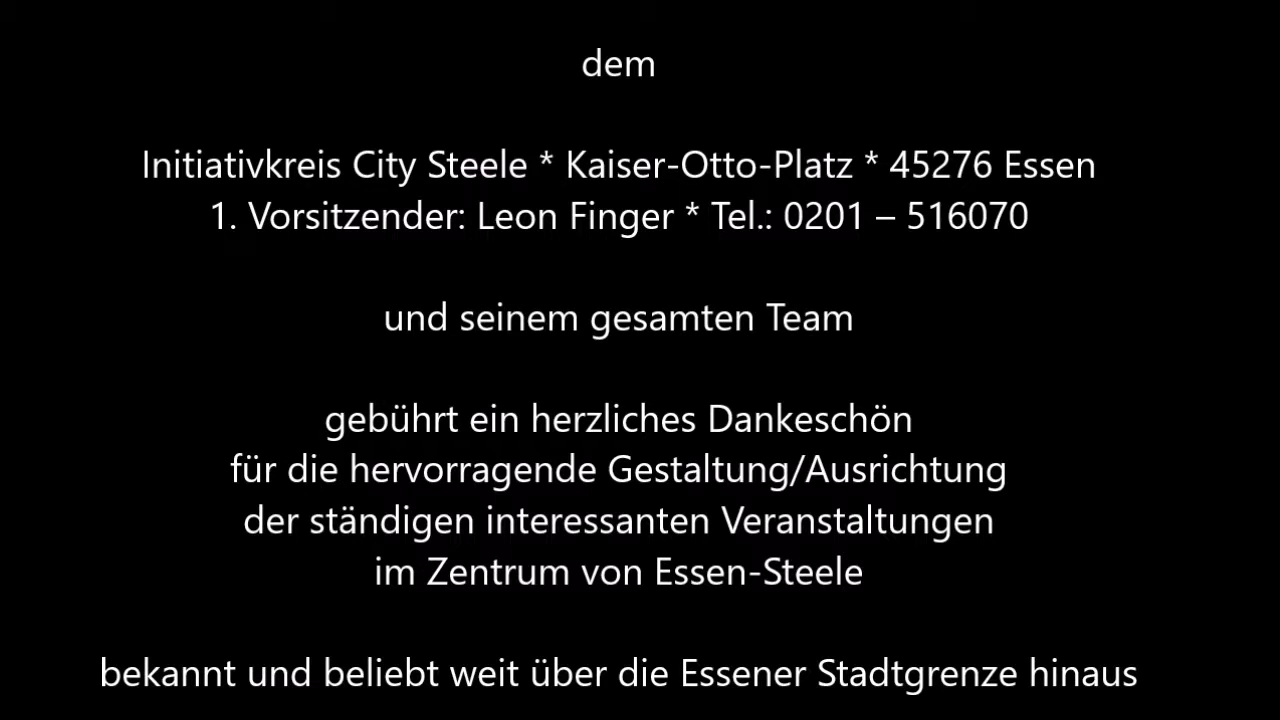 dem
Initiativkreis City Steele * Kaiser-Otto-Platz * 45276 Essen
1. Vorsitzender: Leon Finger * Tel.: 0201 – 516070
und seinem gesamten Team
gebührt ein herzliches Dankeschön
für die hervorragende Gestaltung/Ausrichtung
der ständigen interessanten Veranstaltungen
im Zentrum von Essen-Steele
bekannt und beliebt weit über die Essener Stadtgrenze hinaus